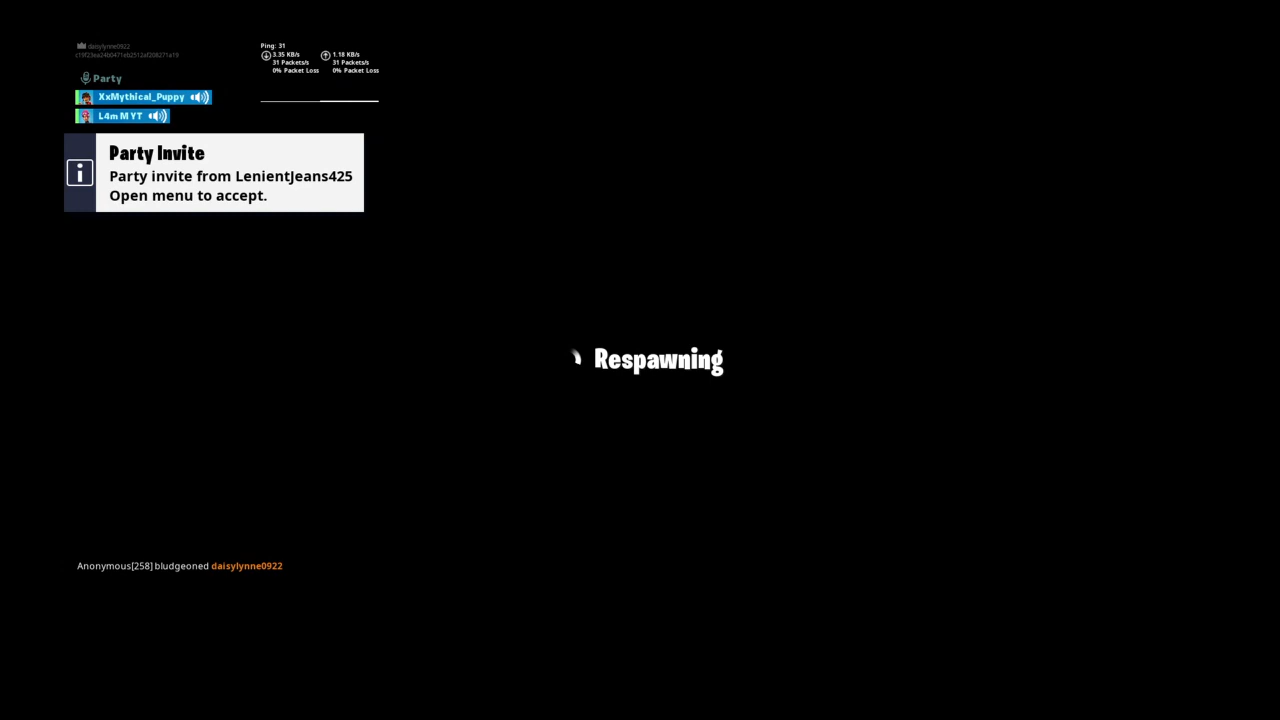 daisylynne0922
Ping: 31
3.35 KB/s
31 Packets/s
0% Packet Loss
1.18 KB/s
31 Packets/s
0% Packet Loss
Party
XxMythical_Puppy
L4m M YT
Party Invite
Party invite from LenientJeans425
Open menu to accept.
Respawning
Anonymous[258] bludgeoned daisylynne0922